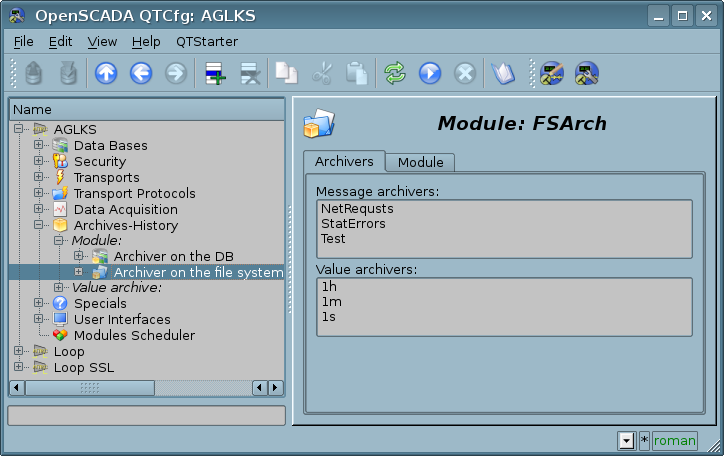 OpenSCADA QTCfg: AGLKS
File Edit View Help QTStarter
Name
AGLKS
Data Bases
Security
Transports
Transport Protocols
Data Acquisition
Archives-History
Module:
Archiver on the DB
Archiver on the file system
Value archive:
Specials
User Interfaces
Modules Scheduler
Loop
Loop SSL
Module: FSArch
Archivers Module
Message archivers:
NetRequsts
StatErrors
Test
Value archivers:
1h
1m
1s
* roman